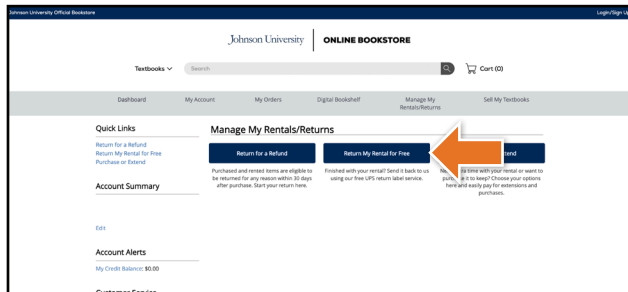 Johnson University Official Bookstore
Login/Sign Up
Johnson University ONLINE BOOKSTORE
Textbooks
Search
Cart (0)
Dashboard
My Account
My Orders
Digital Bookshelf
Manage My
Rentals/Returns
Sell My Textbooks
Quick Links
Return for a Refund
Return My Rental for Free
Purchase or Extend
Account Summary
Edit
Account Alerts
My Credit Balance: $0.00
Manage My Rentals/Returns
Return for a Refund
Purchased and rented items are eligible to
be returned for any reason within 30 days
after purchase. Start your return here.
Return My Rental for Free
Finished with your rental? Send it back to us
using our free UPS return label service.
time with your rental or want to
it to keep? Choose your options
here and easily pay for extensions and
purchases.